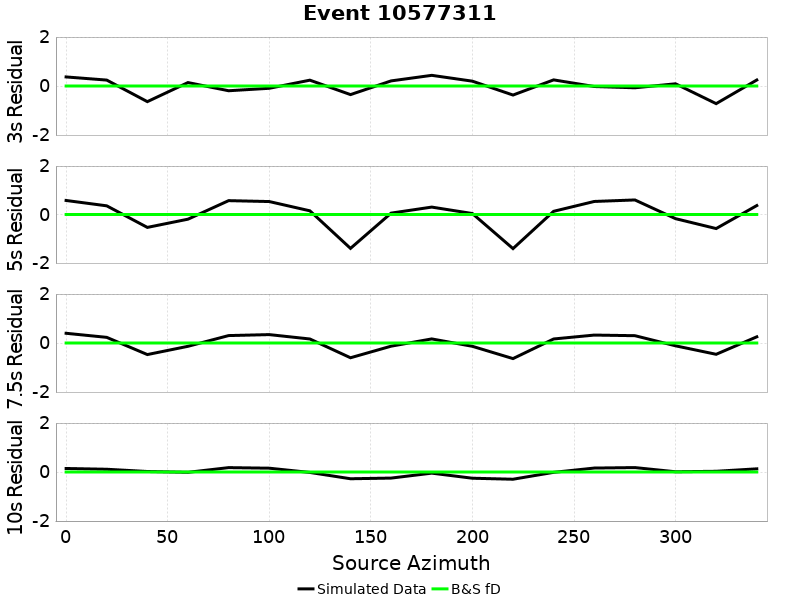 Event 10577311
3s Residual
2
0
-2
5s Residual
2
0
-2
7.5s Residual
2
0
-2
10s Residual
2
0
-2
0 50 100 150 200 250 300
Source Azimuth
Simulated Data B&S fD